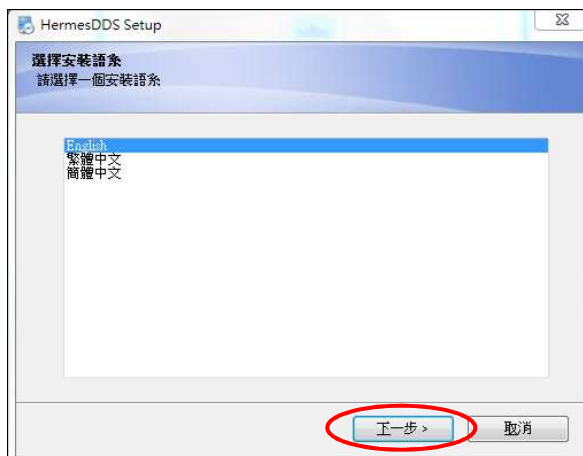 HermesDDS Setup
選擇安裝語系
請選擇一個安裝語系
English
繁體中文
簡體中文
下一步 >
取消